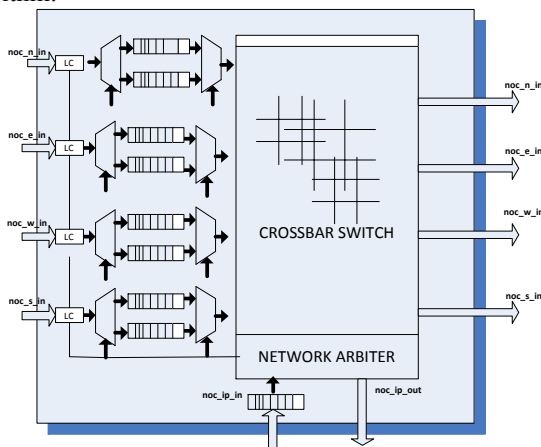 noc_n_in
LC
noc_n_in
noc_e_in
LC
noc_e_in
CROSSBAR SWITCH
noc_w_in
LC
noc_w_in
noc_s_in
LC
noc_s_in
NETWORK ARBITER
noc_ip_in
noc_ip_out